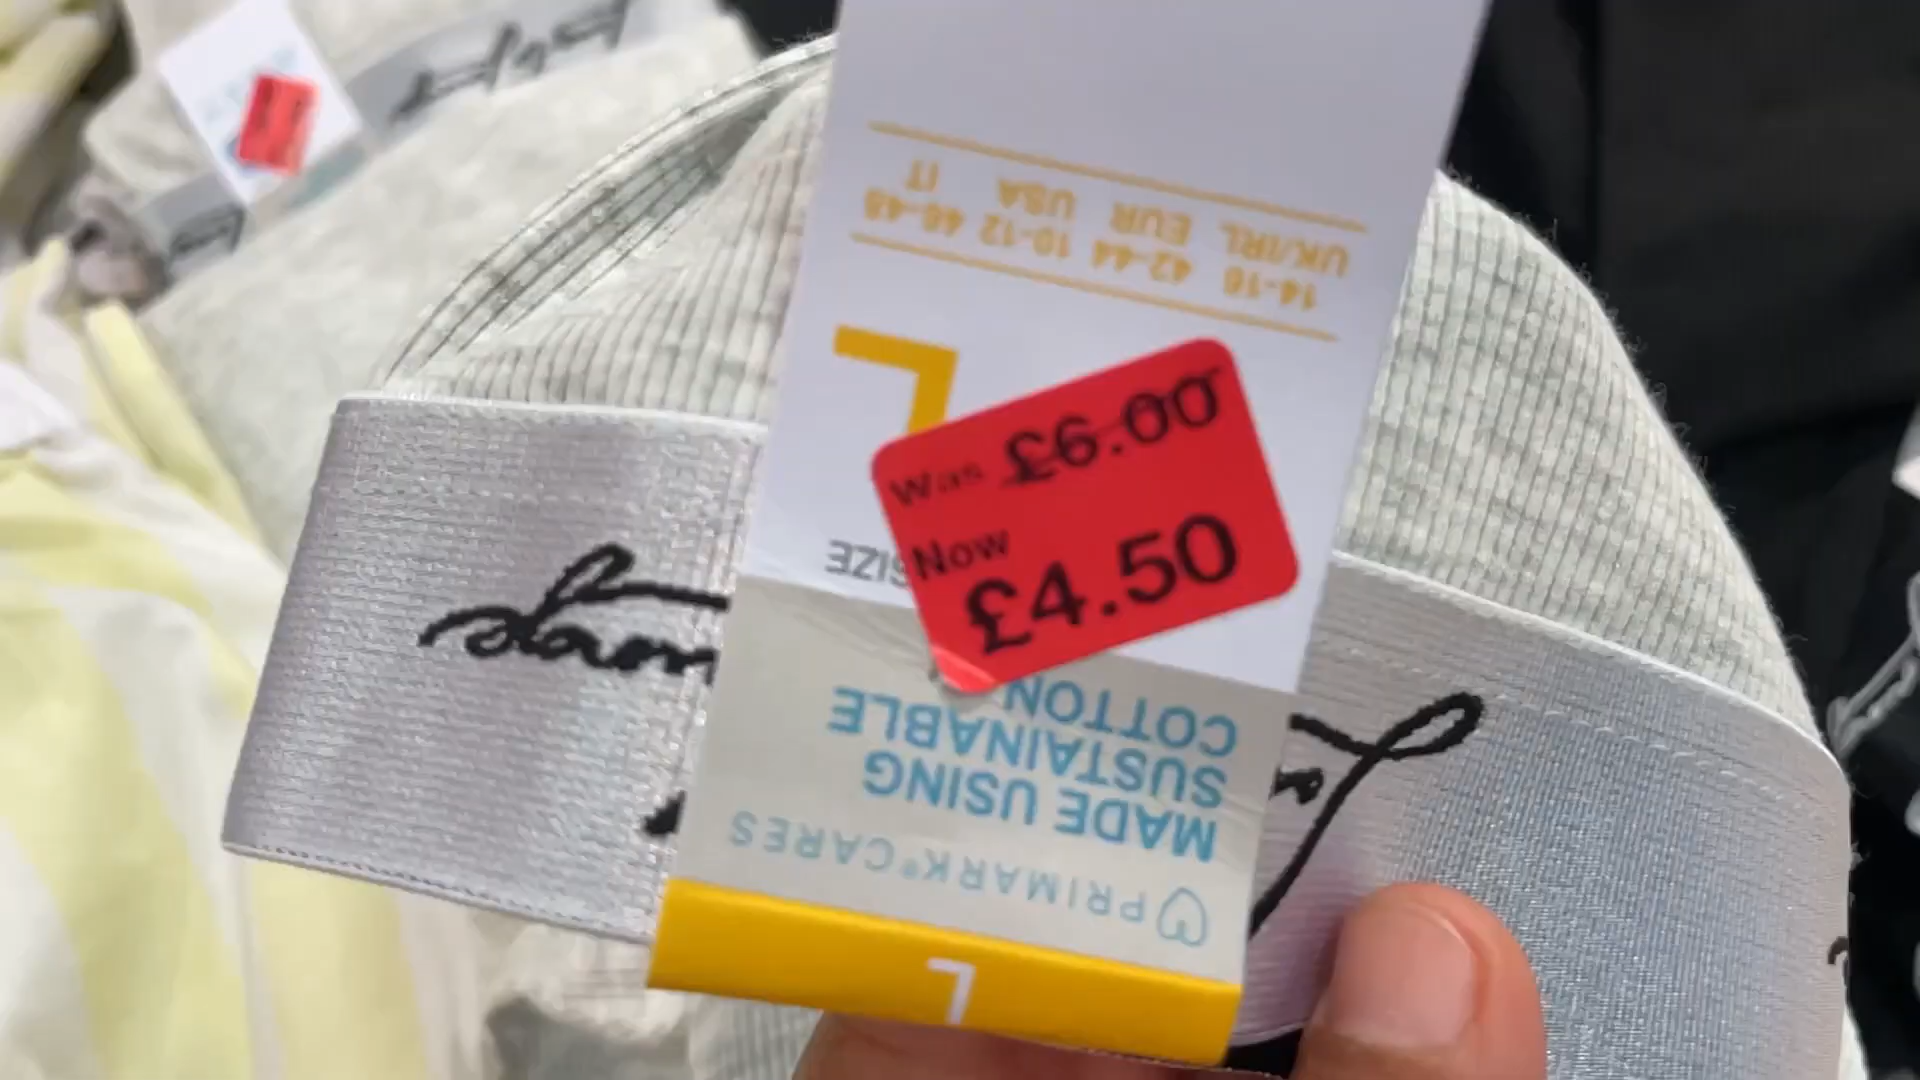 Was £6.00
Now
£4.50
♡ PRIMARK® CARES
MADE USING
SUSTAINABLE
COTTON
SIZE
L
14-16 42-44 10-12 46-48
UK/IRL EUR USA IT
L